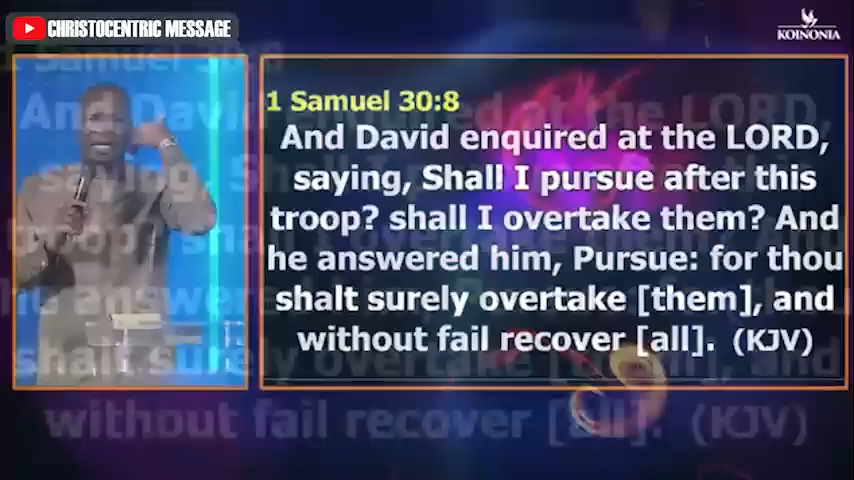 CHRISTOCENTRIC MESSAGE
KOINONIA
1 Samuel 30:8
And David enquired at the LORD,
saying, Shall I pursue after this
troop? shall I overtake them? And
he answered him, Pursue: for thou
shalt surely overtake [them], and
without fail recover [all]. (KJV)
without fail recover [all]. (KJV)